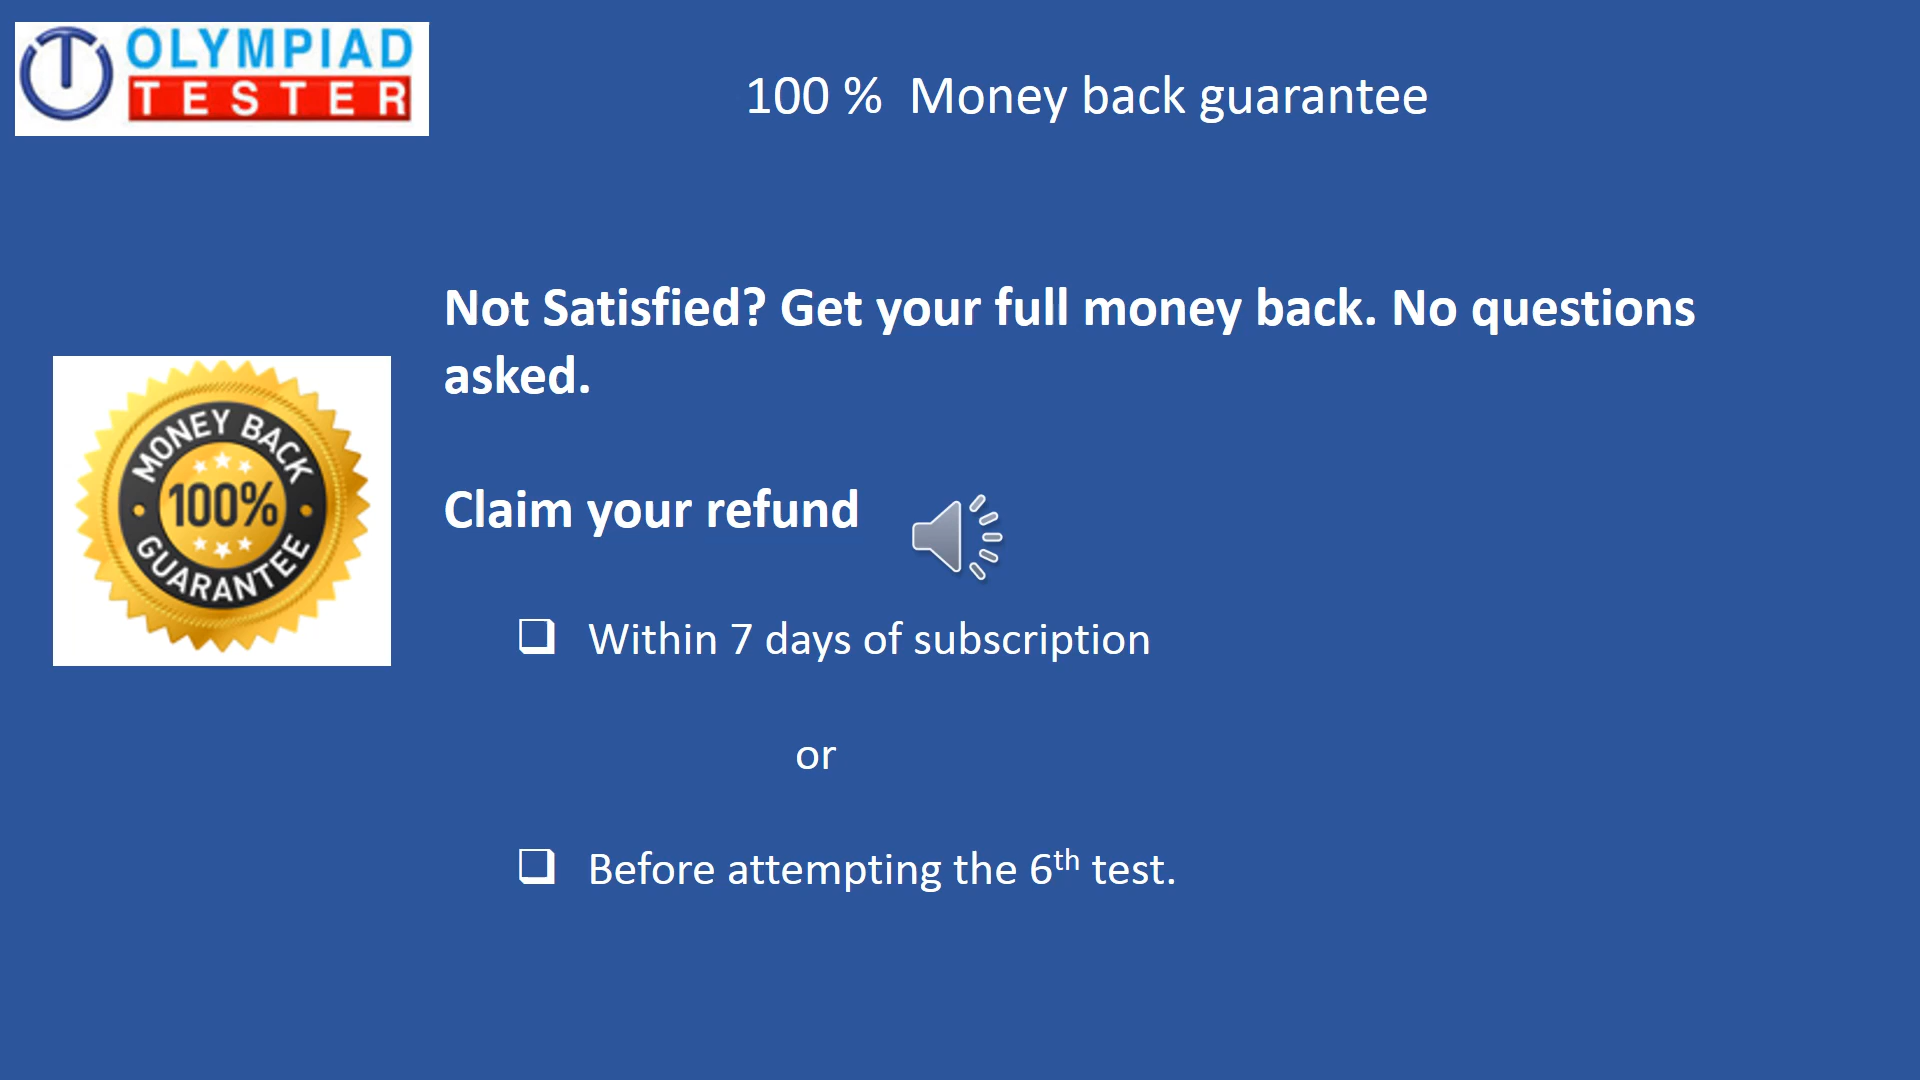 OLYMPIAD
TESTER
100 %  Money back guarantee
Not Satisfied? Get your full money back. No questions
asked.
MONEY BACK
100%
GUARANTEE
Claim your refund
Within 7 days of subscription
or
Before attempting the 6th test.